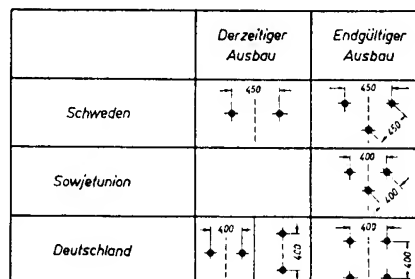 Derzeitiger
Ausbau
Endgültiger
Ausbau
Schweden
450
450
450
Sowjetunion
400
400
Deutschland
400
400
400
400